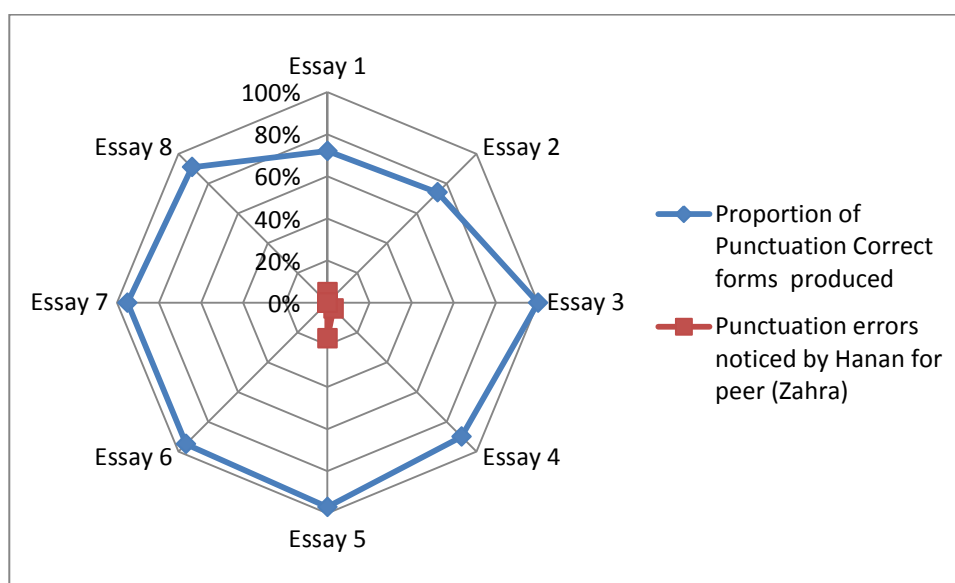 Essay 1
100%
80%
60%
40%
20%
0%
Essay 2
Essay 3
Essay 4
Essay 5
Essay 6
Essay 7
Essay 8
Proportion of
Punctuation Correct
forms produced
Punctuation errors
noticed by Hanan for
peer (Zahra)